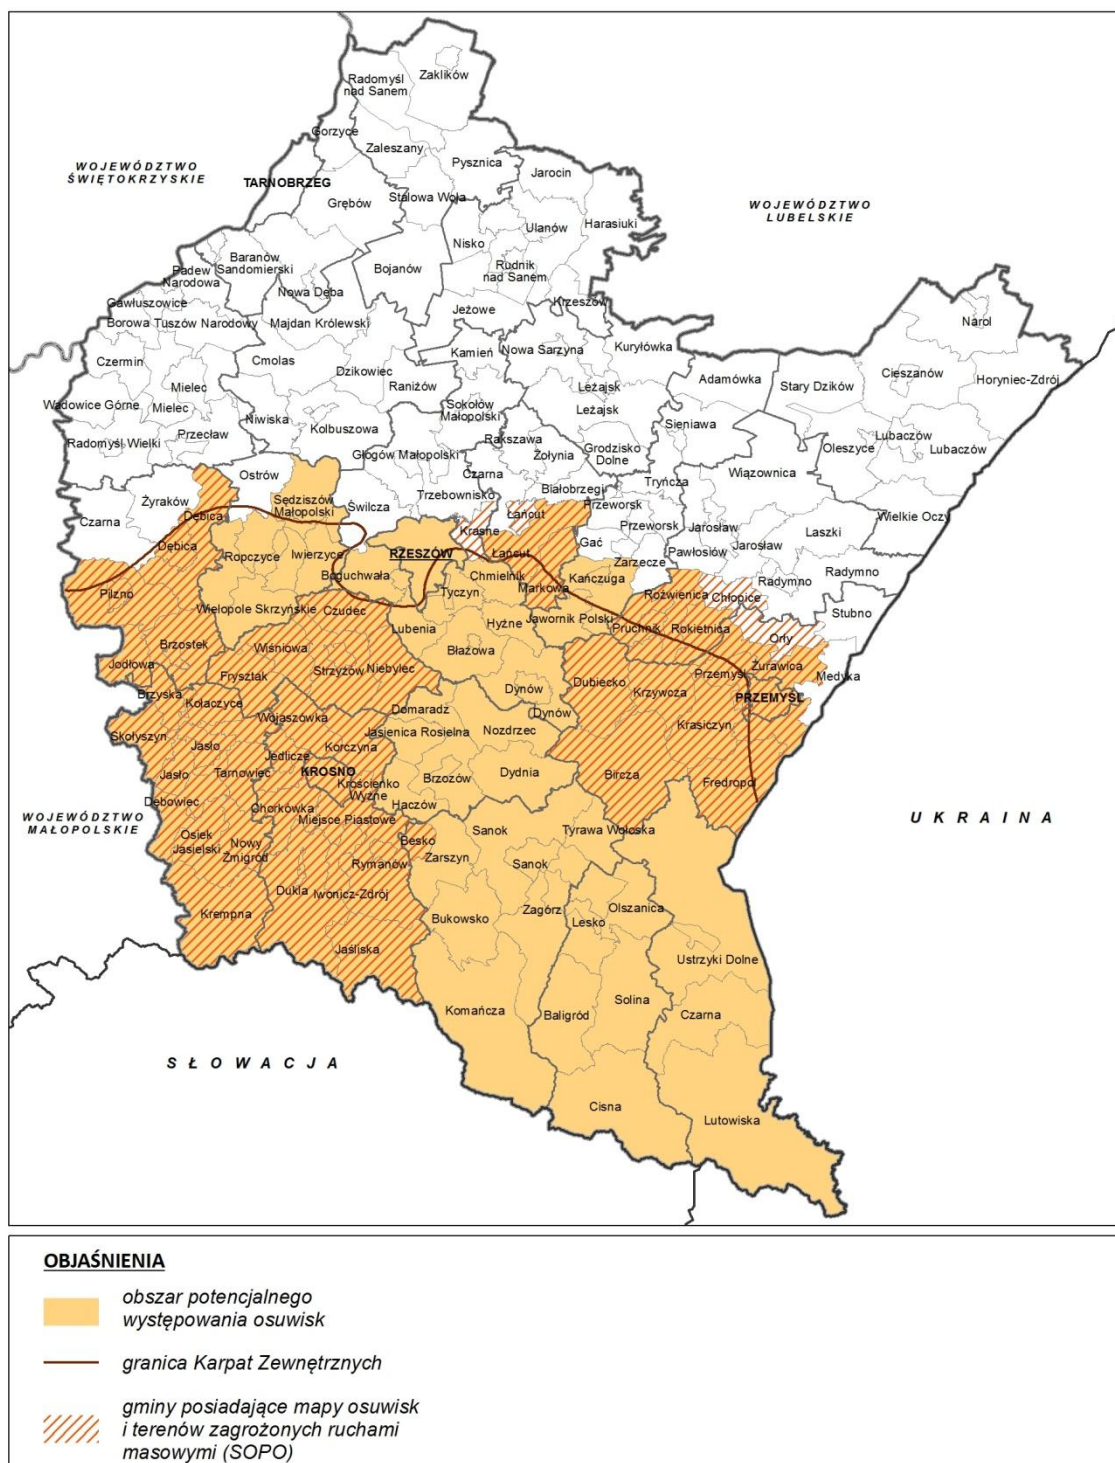 Zaklików
Radomyśl
nad Sanem
Gorzyce
Zaleszany
Pysznica
Jarocin
WOJEWÓDZTWO
ŚWIĘTOKRZYSKIE
TARNOBRZEG
Grębów
Stalowa Wola
Harasiuki
WOJEWÓDZTWO
LUBELSKIE
Ulanów
Nisko
Baranów
Sandomierski
Padew
Narodowa
Bojanów
Rudnik
nad Sanem
Nowa Dęba
Gawłuszowice
Krzeszów
Jeżowe
Narol
Borowa
Tuszów Narodowy
Majdan Królewski
Kuryłówka
Czermin
Cmolas
Kamień
Nowa Sarzyna
Dzikowiec
Adamówka
Stary Dzików
Cieszanów
Horyniec-Zdrój
Mielec
Raniżów
Leżajsk
Wadowice Górne
Mielec
Sokołów
Małopolski
Leżajsk
Niwiska
Kolbuszowa
Sieniawa
Przecław
Radomyśl Wielki
Rakszawa
Lubaczów
Oleszyce
Lubaczów
Głogów Małopolski
Żołynia
Grodzisko
Dolne
Ostrów
Czarna
Wiązownica
Żyraków
Sędziszów
Małopolski
Świlcza
Trzebownisko
Białobrzegi
Tryńcza
Dębica
Łańcut
Przeworsk
Wielkie Oczy
Czarna
Krasne
Przeworsk
Jarosław
Laszki
Dębica
Gać
Jarosław
Ropczyce
Iwierzyce
RZESZÓW
Łańcut
Pawłosiów
Zarzecze
Boguchwała
Chmielnik
Kańczuga
Radymno
Radymno
Pilzno
Tyczyn
Markowa
Roźwienica
Chłopice
Stubno
Wielopole Skrzyńskie
Czudec
Hyżne
Jawornik Polski
Lubenia
Pruchnik
Rokietnica
Orły
Brzostek
Wiśniowa
Błażowa
Jodłowa
Strzyżów
Niebylec
Żurawica
Frysztak
Przemyśl
Medyka
Dubiecko
Brzyska
Kołaczyce
Dynów
Krzywcza
PRZEMYŚL
Domaradz
Dynów
Wojaszówka
Krasiczyn
Skołyszyn
Jasienica Rosielna
Nozdrzec
Jasło
Korczyna
Jedlicze
KROSNO
Jasło
Tarnowiec
Brzozów
Dydnia
Bircza
Krościenko
Wyżne
Fredropol
Dębowiec
Chorkówka
Haczów
WOJEWÓDZTWO
MAŁOPOLSKIE
Miejsce Piastowe
UKRAINA
Osiek
Jasielski
Nowy
Żmigród
Besko
Sanok
Tyrawa Wołoska
Zarszyn
Rymanów
Sanok
Dukla
Iwonicz-Zdrój
Zagórz
Olszanica
Krempna
Bukowsko
Lesko
Jaśliska
Ustrzyki Dolne
Solina
Komańcza
Baligród
Czarna
SŁOWACJA
Cisna
Lutowiska
OBJAŚNIENIA
obszar potencjalnego
występowania osuwisk
granica Karpat Zewnętrznych
gminy posiadające mapy osuwisk
i terenów zagrożonych ruchami
masowymi (SOPO)